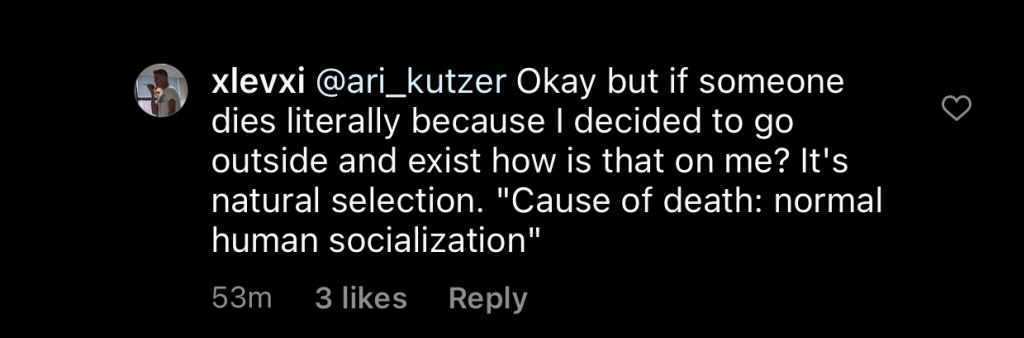 xlevxi @ari_kutzer Okay but if someone
dies literally because I decided to go
outside and exist how is that on me? It's
natural selection. "Cause of death: normal
human socialization"
53m 3 likes Reply